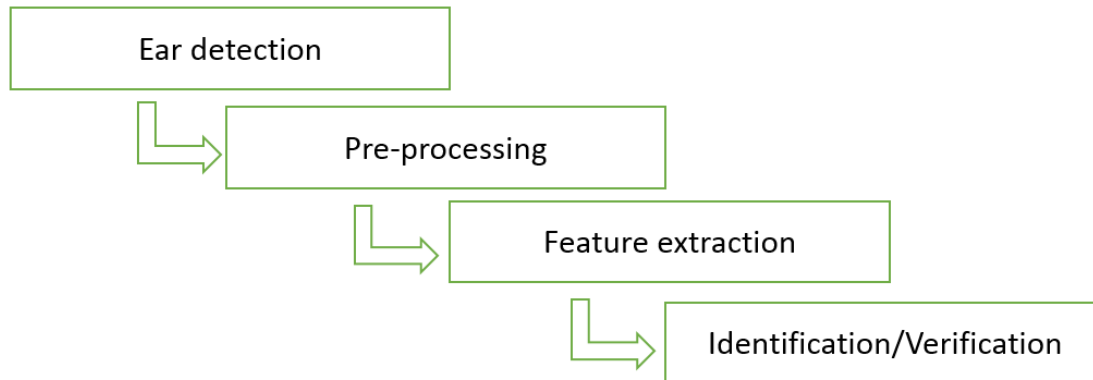 Ear detection
Pre-processing
Feature extraction
Identification/Verification